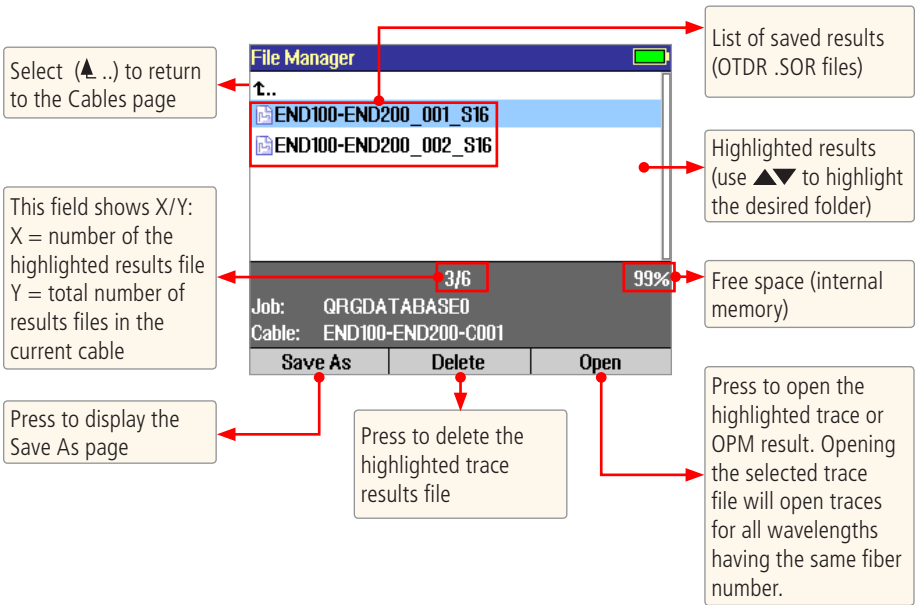 Select (⮭ ..) to return
to the Cables page
This field shows X/Y:
X = number of the
highlighted results file
Y = total number of
results files in the
current cable
Press to display the
Save As page
File Manager
↑..
END100-END200_001_S16
END100-END200_002_S16
3/6
99%
Job: QRGDATABASE0
Cable: END100-END200-C001
Save As
Delete
Open
Press to delete the
highlighted trace
results file
List of saved results
(OTDR .SOR files)
Highlighted results
(use ▲▼ to highlight
the desired folder)
Free space (internal
memory)
Press to open the
highlighted trace or
OPM result. Opening
the selected trace
file will open traces
for all wavelengths
having the same fiber
number.